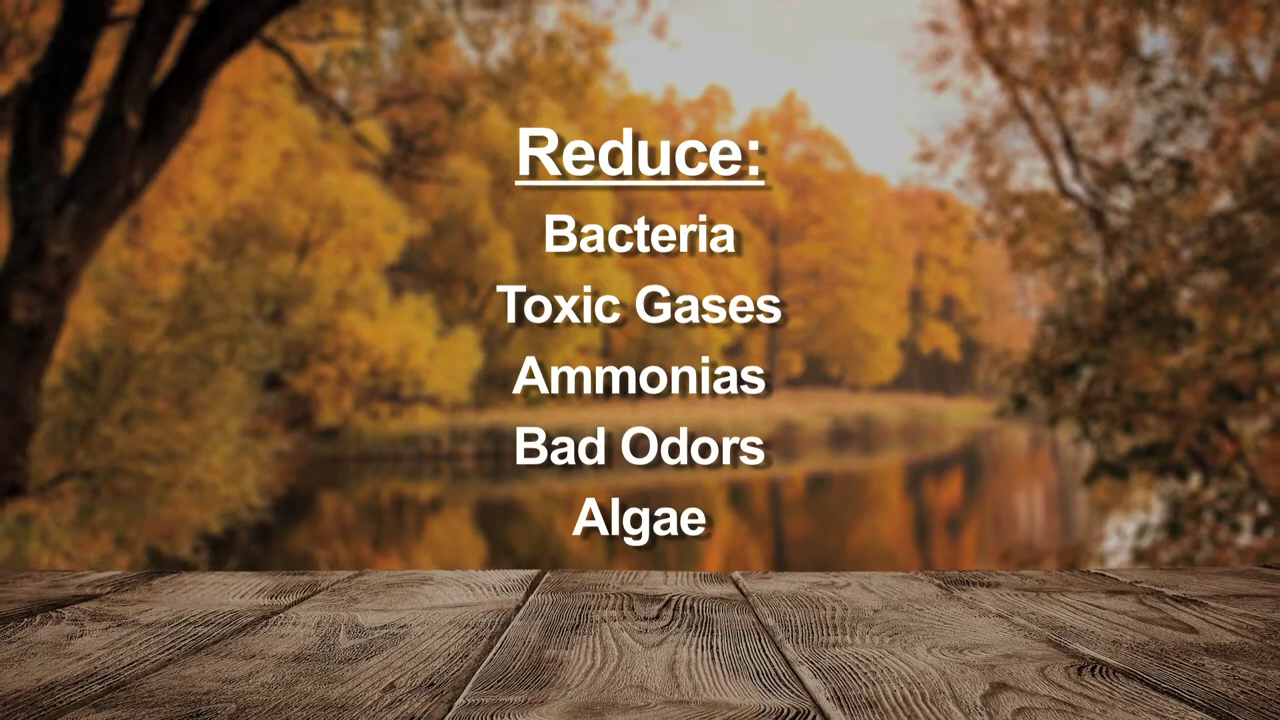 Reduce:
Bacteria
Toxic Gases
Ammonias
Bad Odors
Algae